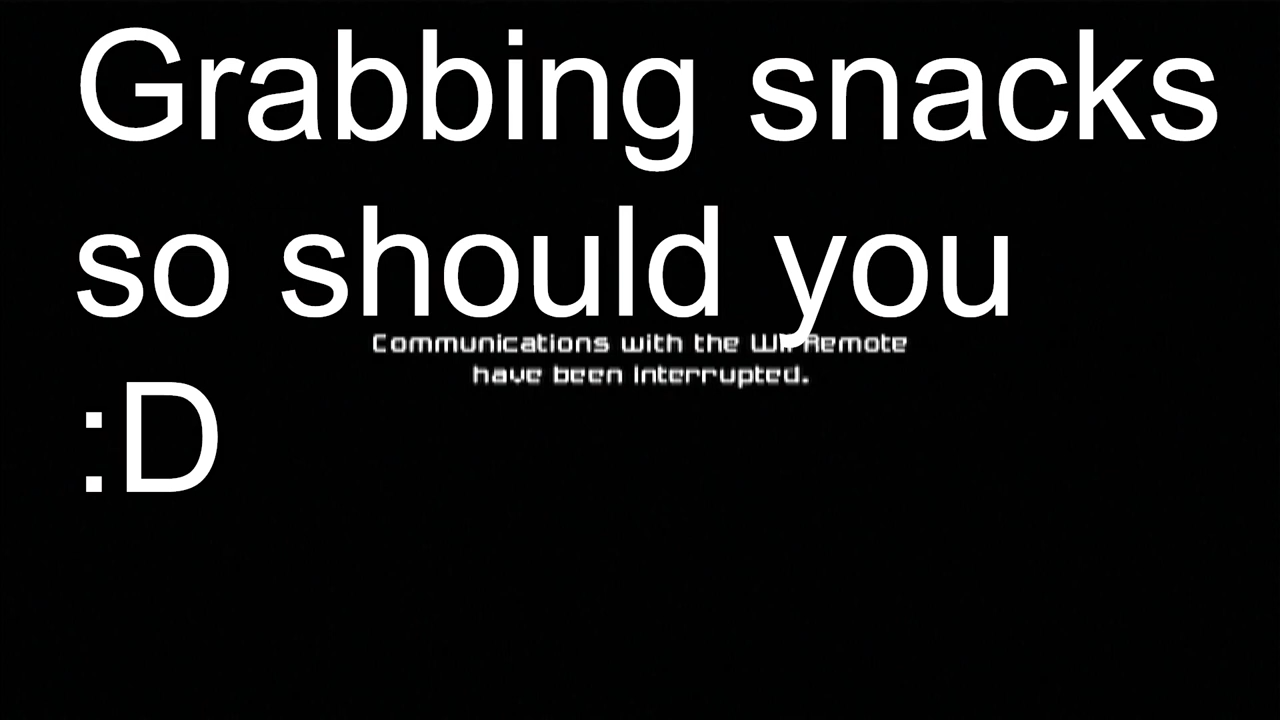 Grabbing snacks
so should you
Communications with the Wii Remote
have been interrupted.
:D